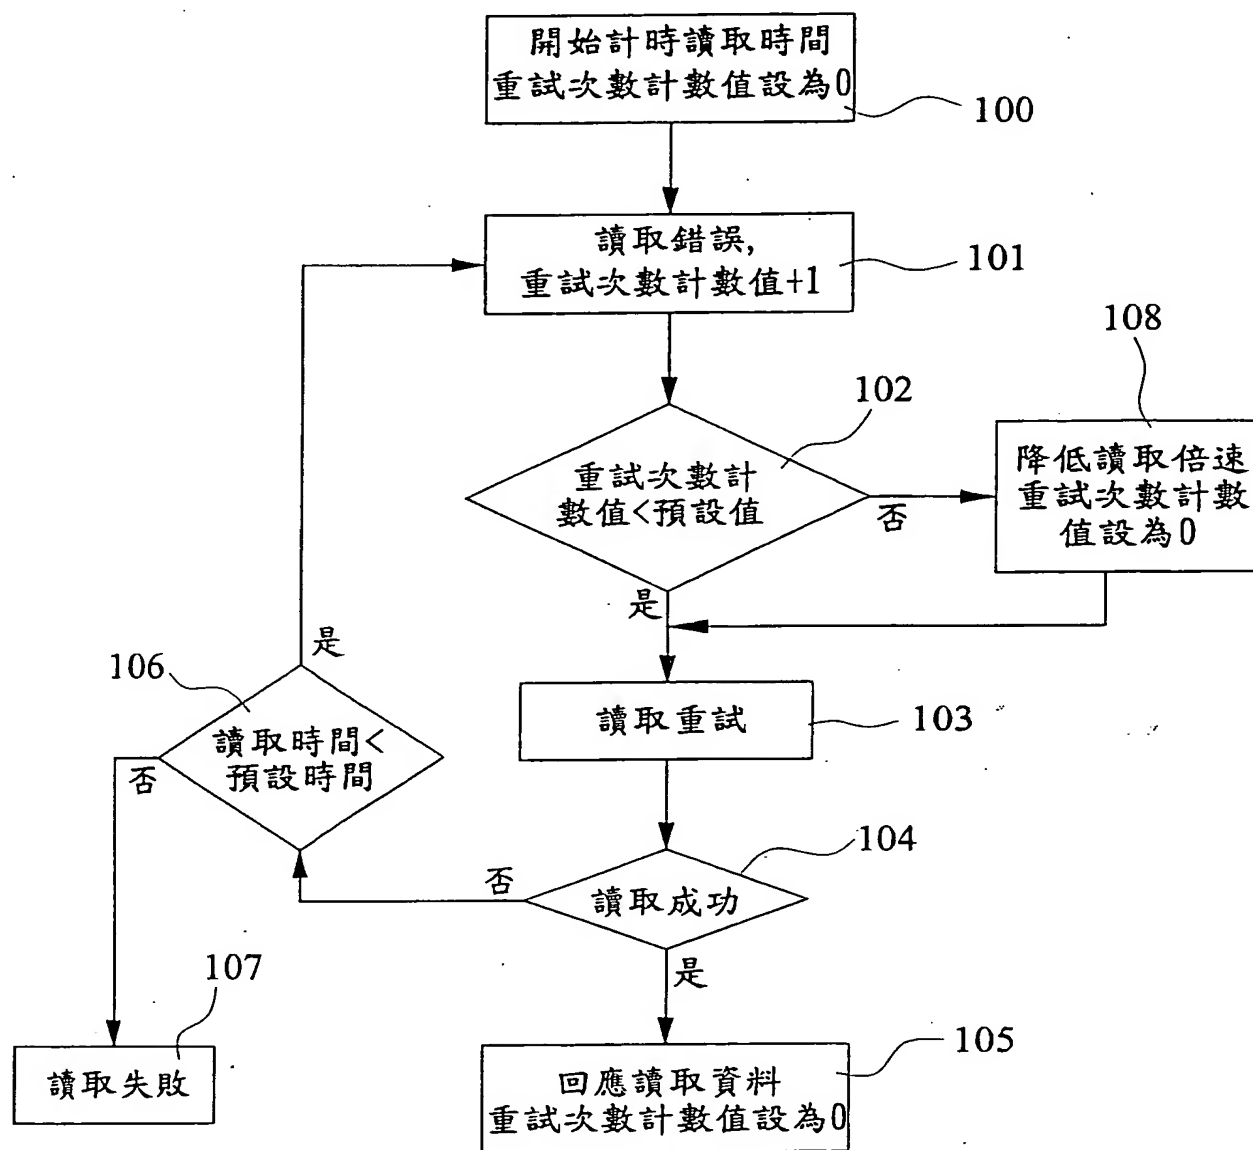 開始計時讀取時間
重試次數計數值設為0
100
讀取錯誤,
重試次數計數值+1
101
108
102
重試次數計
數值<預設值
否
降低讀取倍速
重試次數計數
值設為0
是
是
106
讀取時間<
預設時間
否
讀取重試
103
104
否
讀取成功
是
107
讀取失敗
105
回應讀取資料
重試次數計數值設為0